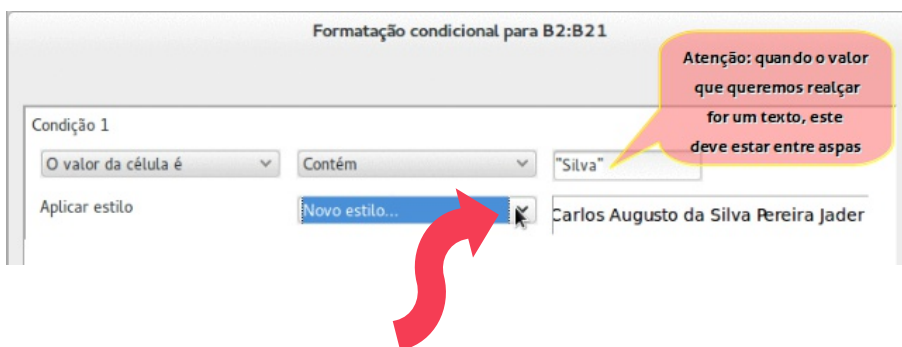 Formatação condicional para B2:B21
Atenção: quando o valor
que queremos realçar
for um texto, este
deve estar entre aspas
Condição 1
O valor da célula é
Contém
"Silva"
Aplicar estilo
Novo estilo...
Carlos Augusto da Silva Pereira Jader